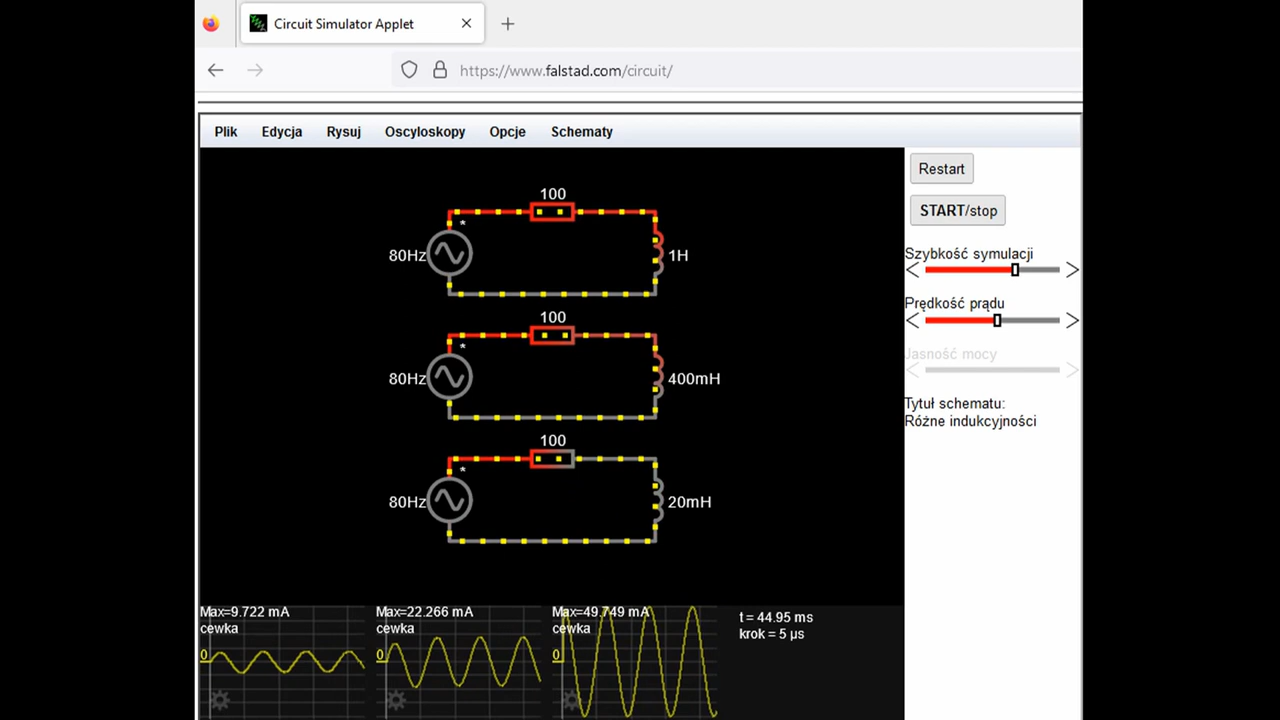 Circuit Simulator Applet
https://www.falstad.com/circuit/
Plik Edycja Rysuj Oscyloskopy Opcje Schematy
Restart
START/stop
Szybkość symulacji
Prędkość prądu
Jasność mocy
Tytuł schematu:
Różne indukcyjności
100
*
80Hz
1H
100
*
80Hz
400mH
100
*
80Hz
20mH
Max=9.722 mA
cewka
0
Max=22.266 mA
cewka
0
Max=49.749 mA
cewka
0
t = 44.95 ms
krok = 5 µs